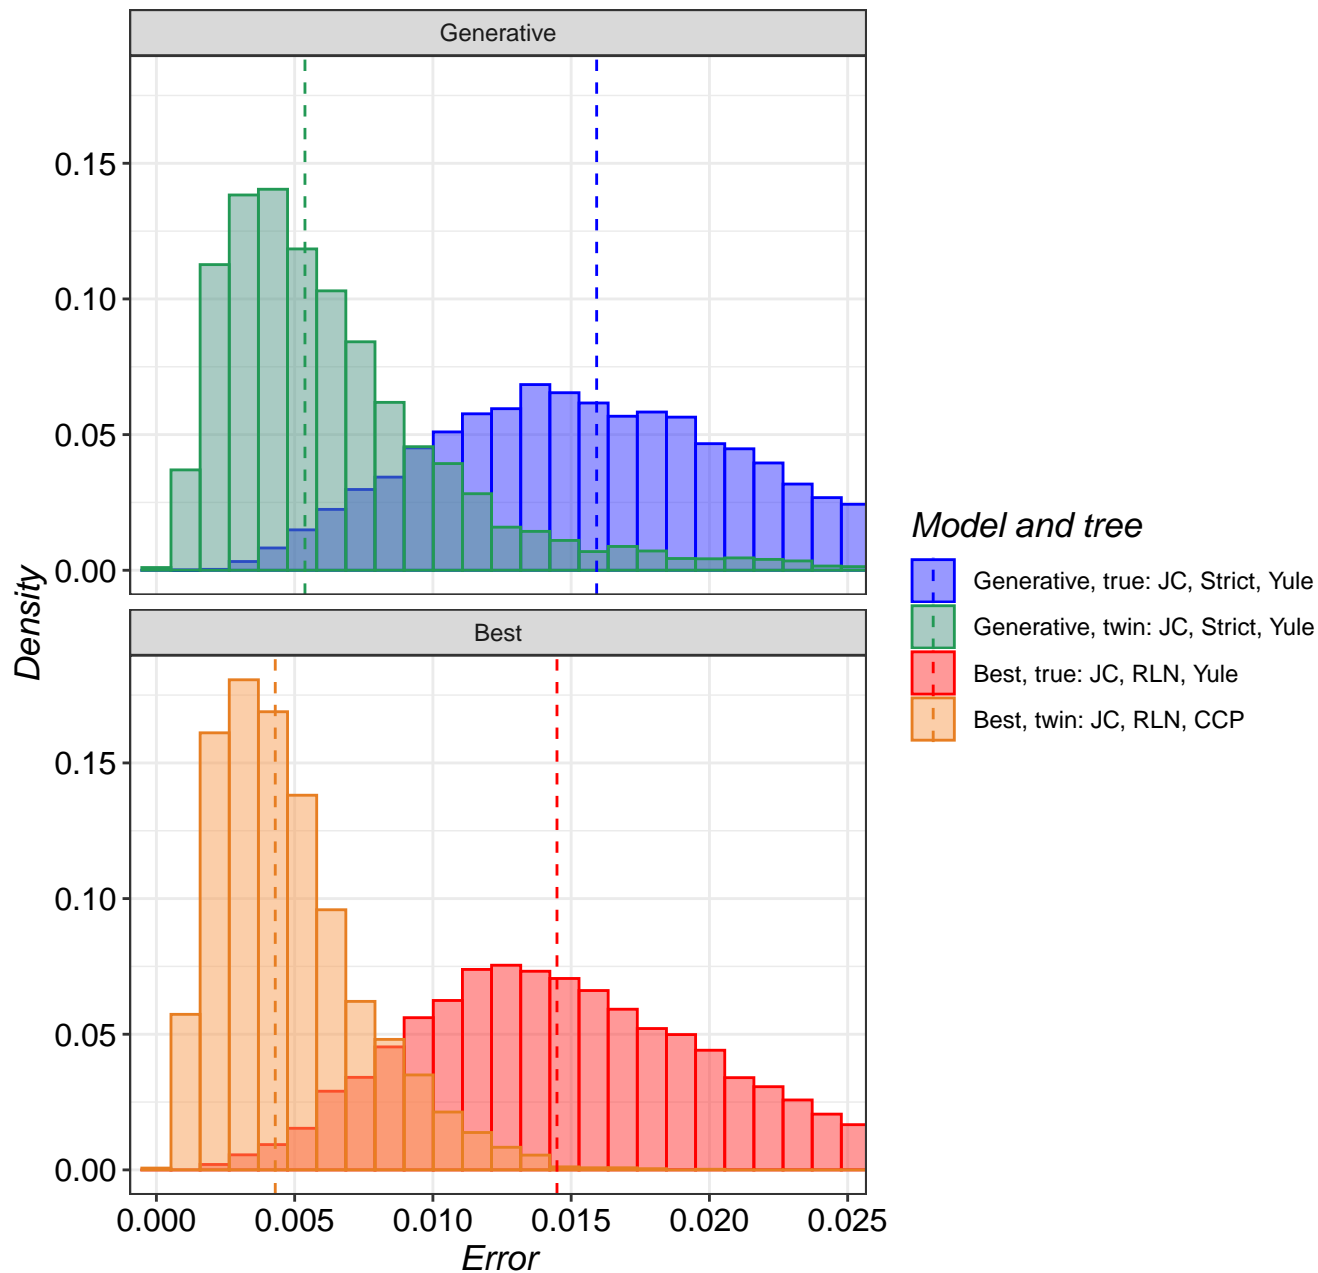 Generative
0.15
0.10
0.05
0.00
Density
Best
0.15
0.10
0.05
0.00
0.000 0.005 0.010 0.015 0.020 0.025
Error
Model and tree
Generative, true: JC, Strict, Yule
Generative, twin: JC, Strict, Yule
Best, true: JC, RLN, Yule
Best, twin: JC, RLN, CCP